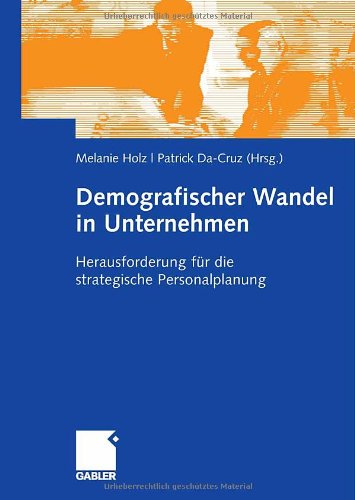 Urheberrechtlich geschütztes Material
Melanie Holz | Patrick Da-Cruz (Hrsg.)
Demografischer Wandel
in Unternehmen
Herausforderung für die
strategische Personalplanung
GABLER
Urheberrechtlich geschütztes Material